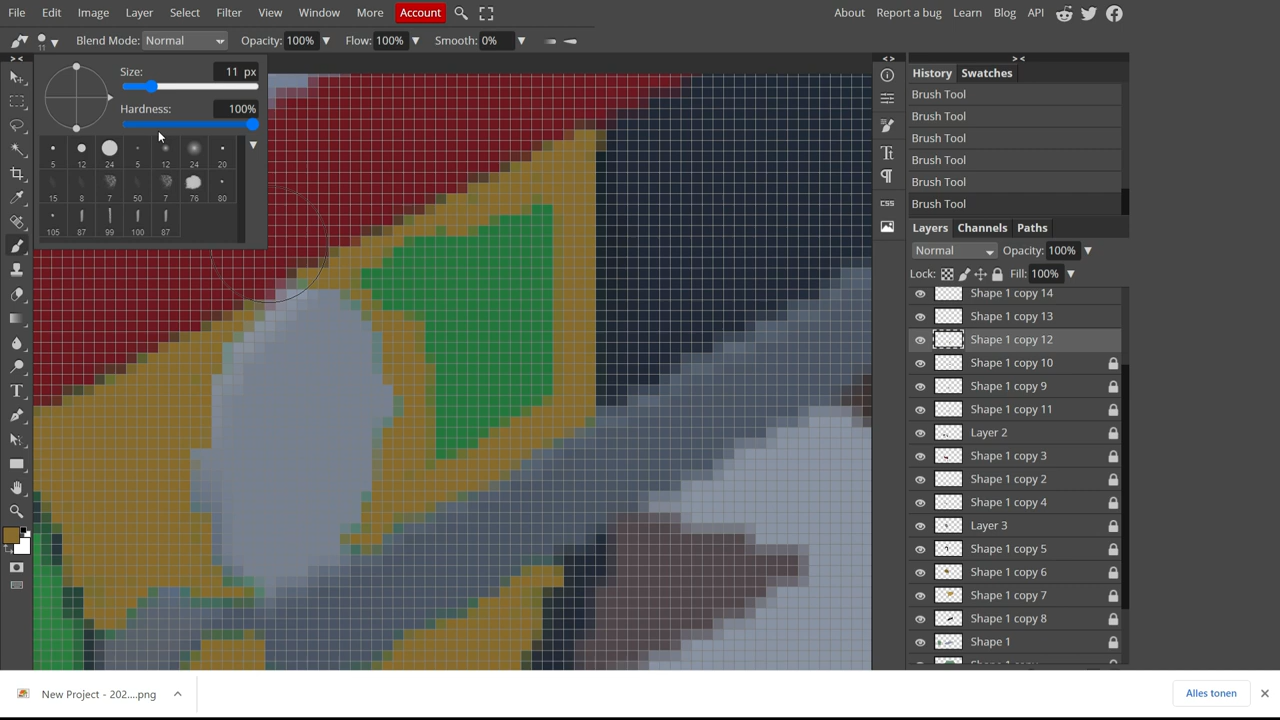 File Edit Image Layer Select Filter View Window More Account About Report a bug Learn Blog API
11 Blend Mode: Normal Opacity: 100% Flow: 100% Smooth: 0%
Size: 11 px
Hardness: 100%
5 12 24 5 12 24 20
15 8 7 50 7 76 80
105 87 99 100 87
History Swatches
Brush Tool
Brush Tool
Brush Tool
Brush Tool
Brush Tool
Brush Tool
Layers Channels Paths
Normal Opacity: 100%
Lock: Fill: 100%
Shape 1 copy 14
Shape 1 copy 13
Shape 1 copy 12
Shape 1 copy 10
Shape 1 copy 9
Shape 1 copy 11
Layer 2
Shape 1 copy 3
Shape 1 copy 2
Shape 1 copy 4
Layer 3
Shape 1 copy 5
Shape 1 copy 6
Shape 1 copy 7
Shape 1 copy 8
Shape 1
CSS
New Project - 202....png
Alles tonen